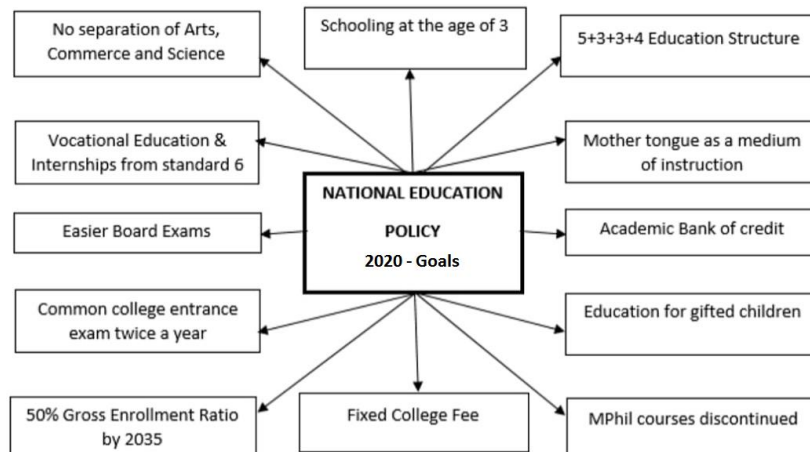 No separation of Arts,
Commerce and Science
Schooling at the age of 3
5+3+3+4 Education Structure
Vocational Education &
Internships from standard 6
Mother tongue as a medium
of instruction
NATIONAL EDUCATION
POLICY
2020 - Goals
Easier Board Exams
Academic Bank of credit
Common college entrance
exam twice a year
Education for gifted children
50% Gross Enrollment Ratio
by 2035
Fixed College Fee
MPhil courses discontinued